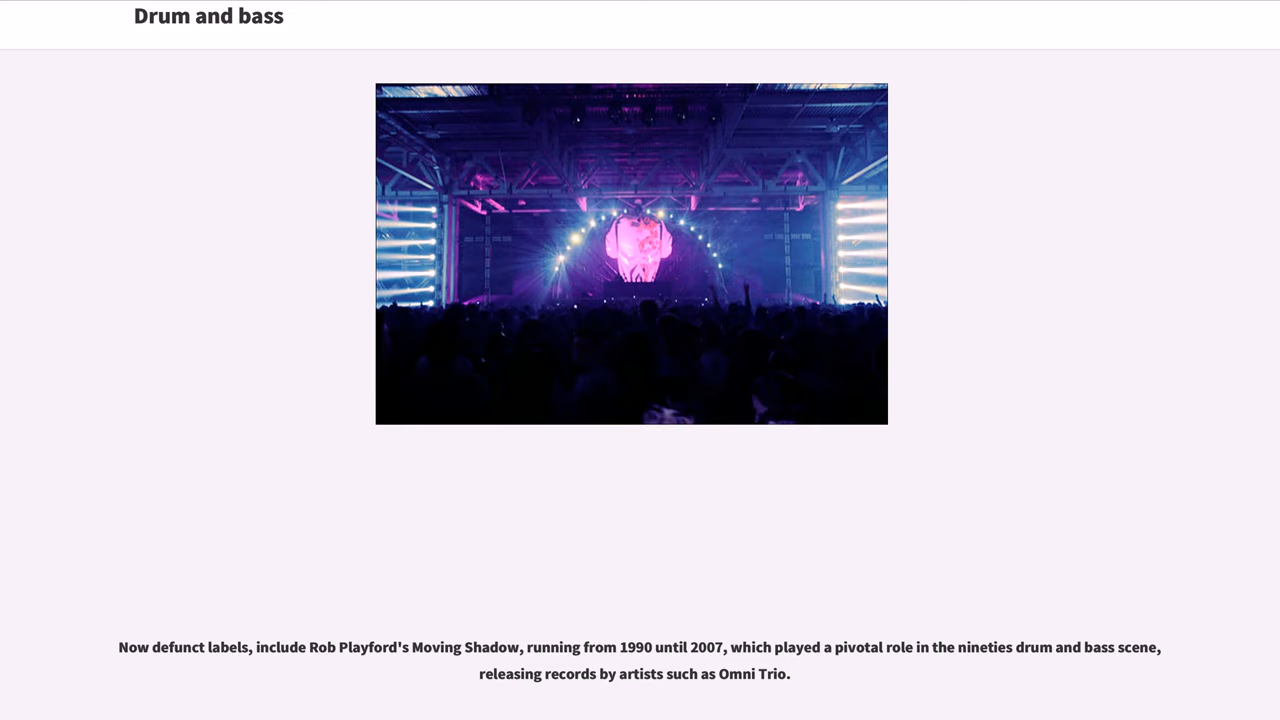 Drum and bass
Now defunct labels, include Rob Playford's Moving Shadow, running from 1990 until 2007, which played a pivotal role in the nineties drum and bass scene,
releasing records by artists such as Omni Trio.